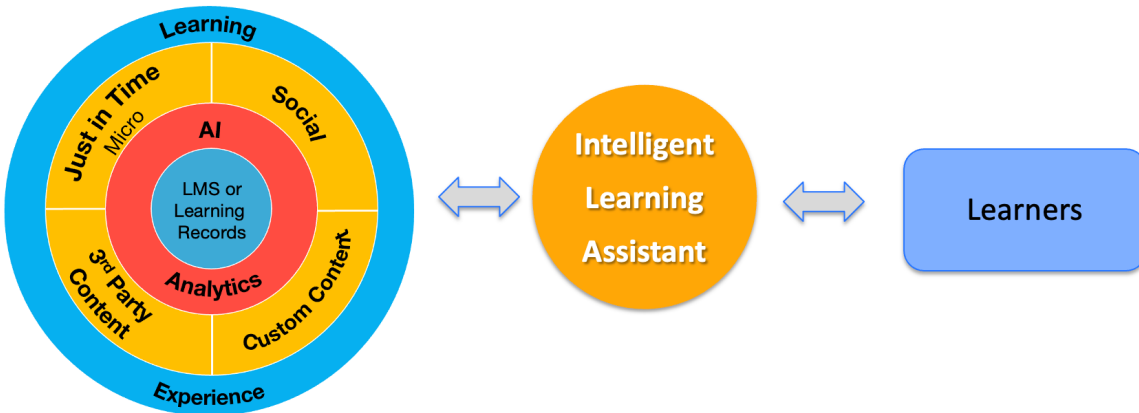 Learning
Just in Time
Micro
Social
AI
LMS or
Learning
Records
Analytics
3rd Party
Content
Custom Content
Experience
Intelligent
Learning
Assistant
Learners